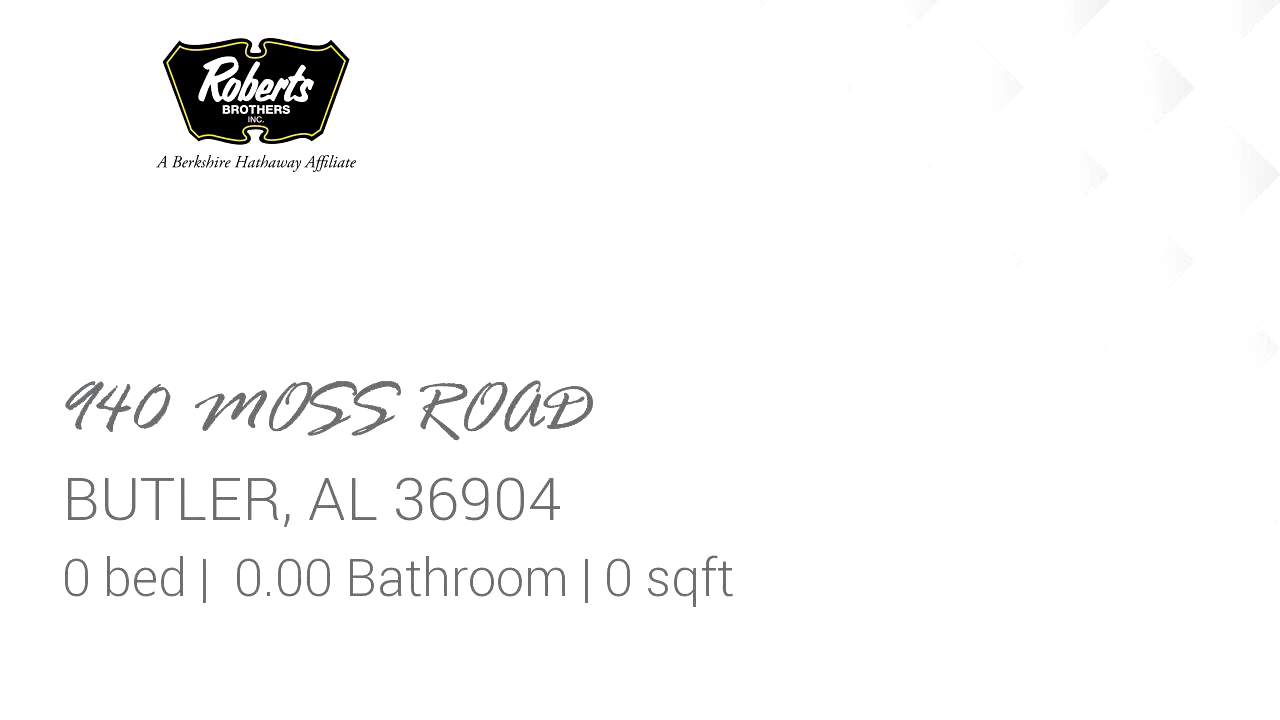 Roberts
BROTHERS
INC.
A Berkshire Hathaway Affiliate
940 MOSS ROAD
BUTLER, AL 36904
0 bed | 0.00 Bathroom | 0 sqft